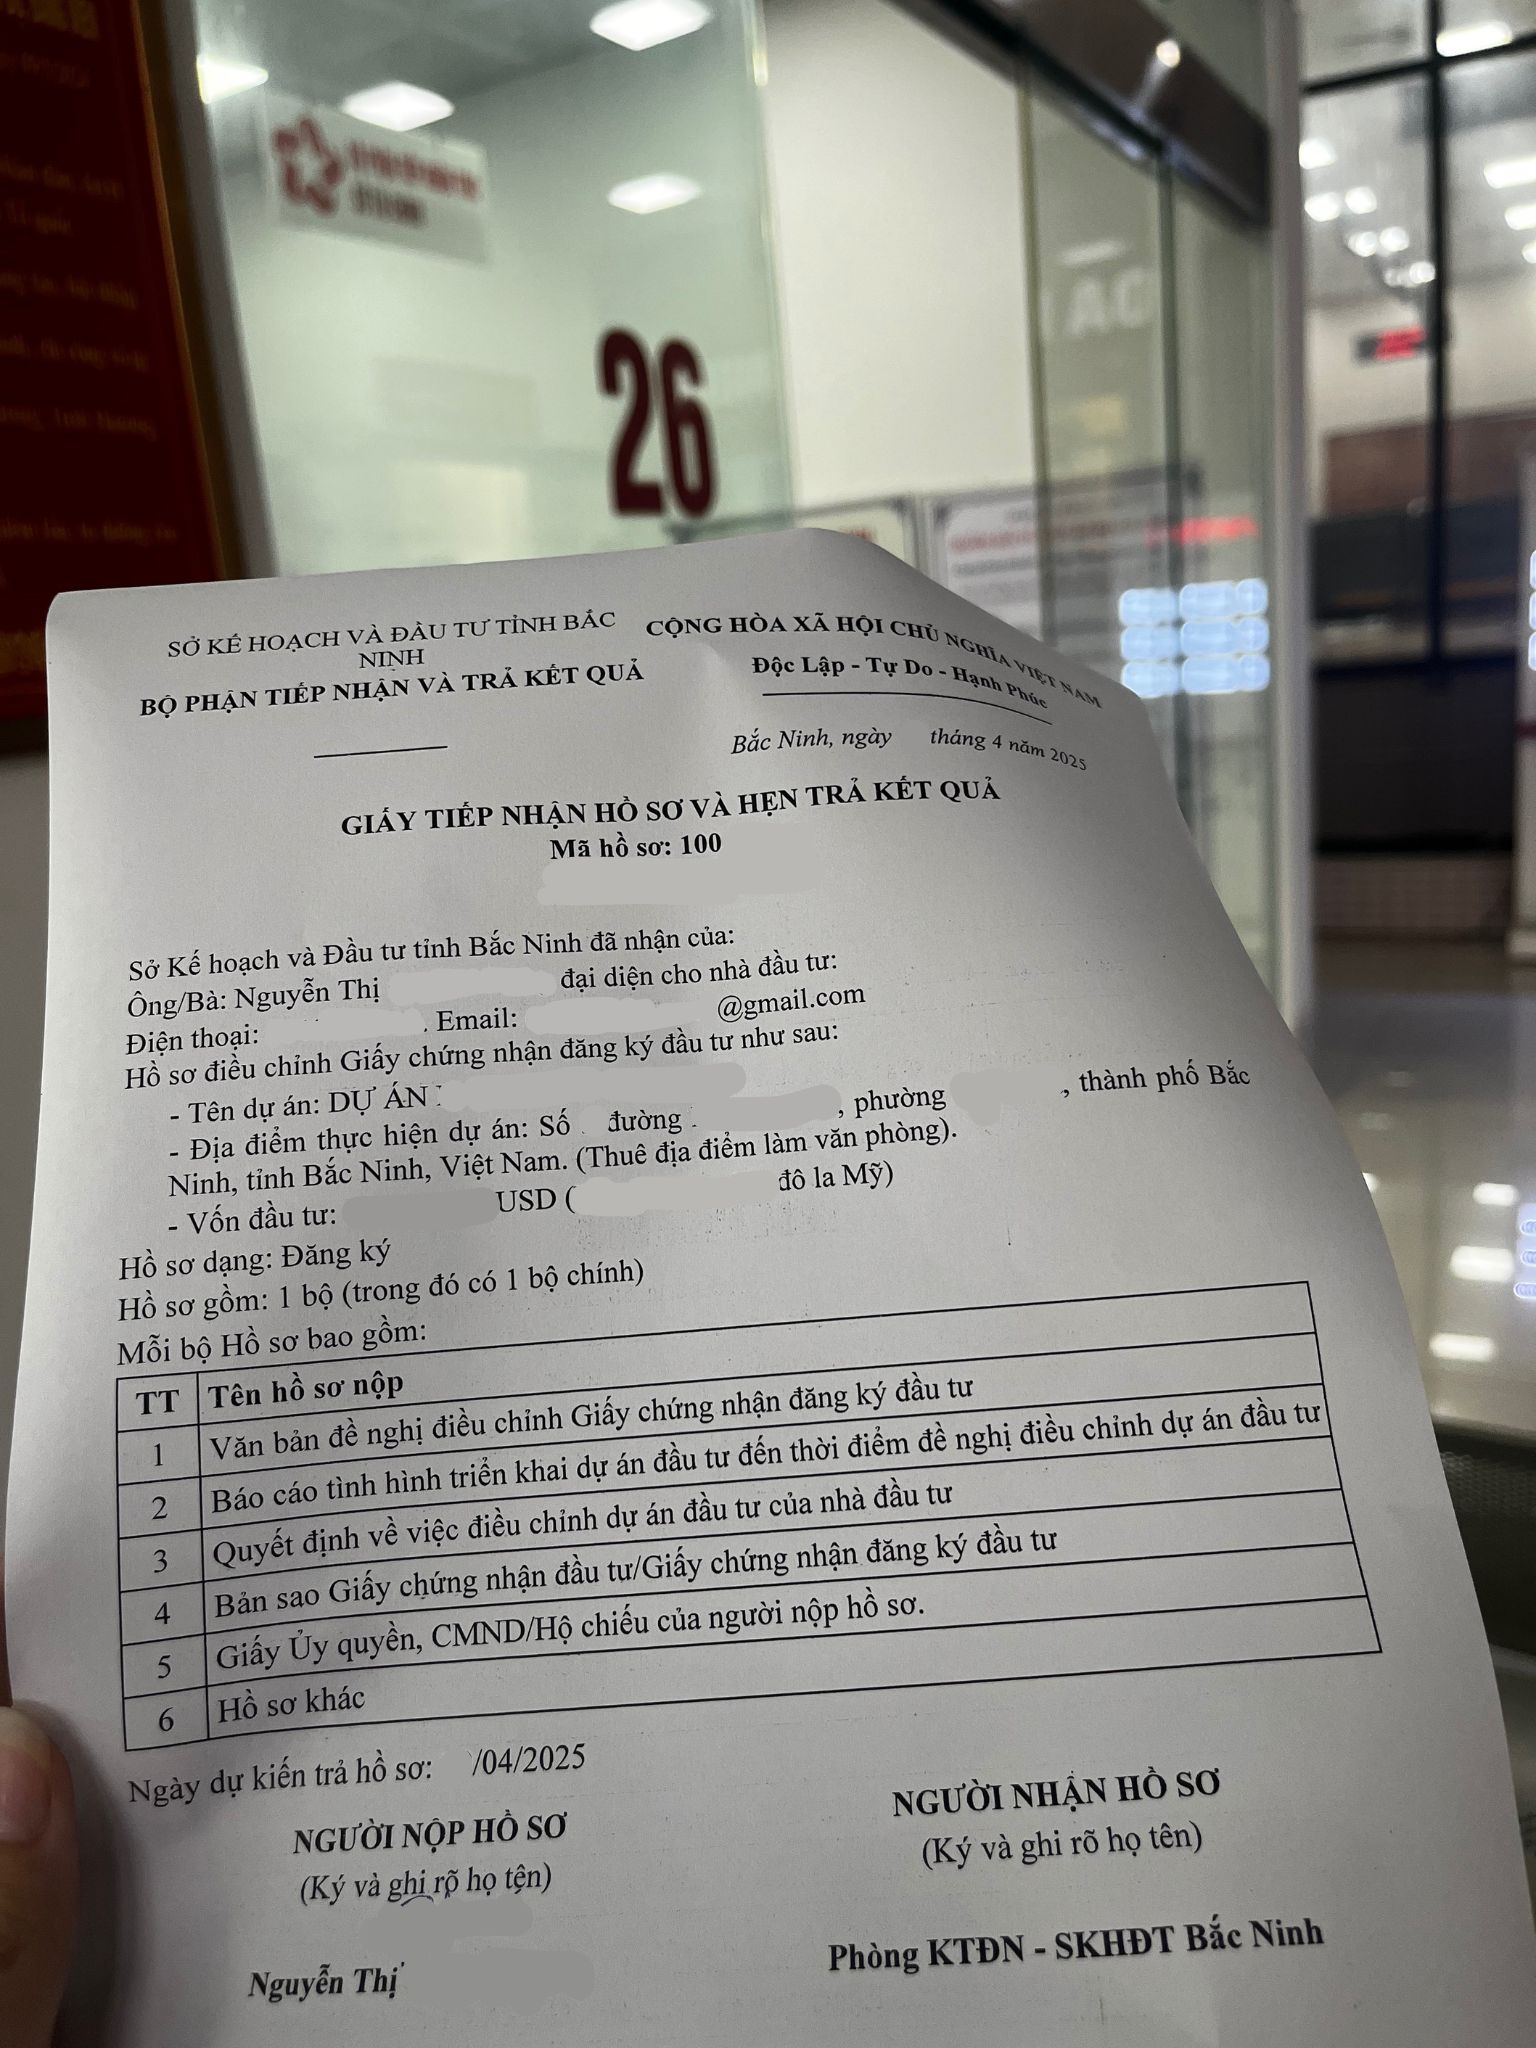 26
SỞ KẾ HOẠCH VÀ ĐẦU TƯ TỈNH BẮC
NINH
BỘ PHẬN TIẾP NHẬN VÀ TRẢ KẾT QUẢ
CỘNG HÒA XÃ HỘI CHỦ NGHĨA VIỆT NAM
Độc Lập - Tự Do - Hạnh Phúc
Bắc Ninh, ngày tháng 4 năm 2025
GIẤY TIẾP NHẬN HỒ SƠ VÀ HẸN TRẢ KẾT QUẢ
Mã hồ sơ: 100
Sở Kế hoạch và Đầu tư tỉnh Bắc Ninh đã nhận của:
Ông/Bà: Nguyễn Thị đại diện cho nhà đầu tư:
Điện thoại: . Email: @gmail.com
Hồ sơ điều chỉnh Giấy chứng nhận đăng ký đầu tư như sau:
- Tên dự án: DỰ ÁN
- Địa điểm thực hiện dự án: Số đường , phường , thành phố Bắc
Ninh, tỉnh Bắc Ninh, Việt Nam. (Thuê địa điểm làm văn phòng).
- Vốn đầu tư: USD ( đô la Mỹ)
Hồ sơ dạng: Đăng ký
Hồ sơ gồm: 1 bộ (trong đó có 1 bộ chính)
Mỗi bộ Hồ sơ bao gồm:
TT Tên hồ sơ nộp
1 Văn bản đề nghị điều chỉnh Giấy chứng nhận đăng ký đầu tư
2 Báo cáo tình hình triển khai dự án đầu tư đến thời điểm đề nghị điều chỉnh dự án đầu tư
3 Quyết định về việc điều chỉnh dự án đầu tư của nhà đầu tư
4 Bản sao Giấy chứng nhận đầu tư/Giấy chứng nhận đăng ký đầu tư
5 Giấy Ủy quyền, CMND/Hộ chiếu của người nộp hồ sơ.
6 Hồ sơ khác
Ngày dự kiến trả hồ sơ: /04/2025
NGƯỜI NỘP HỒ SƠ
(Ký và ghi rõ họ tên)
Nguyễn Thị
NGƯỜI NHẬN HỒ SƠ
(Ký và ghi rõ họ tên)
Phòng KTĐN - SKHĐT Bắc Ninh